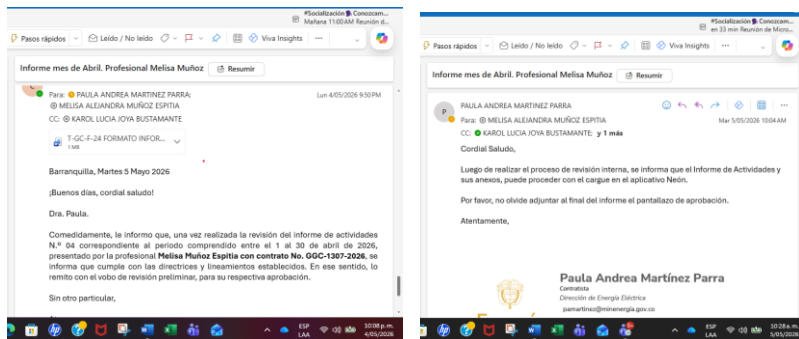 #Socialización Conozcam...
Mañana 11:00AM Reunión d...
Pasos rápidos
Leído / No leído
Viva Insights
Informe mes de Abril. Profesional Melisa Muñoz
Resumir
Para: PAULA ANDREA MARTINEZ PARRA;
MELISA ALEJANDRA MUÑOZ ESPITIA
CC: KAROL LUCIA JOYA BUSTAMANTE
Lun 4/05/2026 9:50 PM
T-GC-F-24 FORMATO INFOR...
1 MB
Barranquilla, Martes 5 Mayo 2026
¡Buenos días, cordial saludo!
Dra. Paula.
Comedidamente, le informo que, una vez realizada la revisión del informe de actividades
N.º 04 correspondiente al periodo comprendido entre el 1 al 30 de abril de 2026,
presentado por la profesional Melisa Muñoz Espitia con contrato No. GGC-1307-2026, se
informa que cumple con las directrices y lineamientos establecidos. En ese sentido, lo
remito con el vobo de revisión preliminar, para su respectiva aprobación.
Sin otro particular,
ESP
LAA
10:08 p. m.
4/05/2026
#Socialización Conozcam...
en 33 min Reunión de Micro...
Pasos rápidos
Leído / No leído
Viva Insights
Informe mes de Abril. Profesional Melisa Muñoz
Resumir
P
PAULA ANDREA MARTINEZ PARRA
Para: MELISA ALEJANDRA MUÑOZ ESPITIA
CC: KAROL LUCIA JOYA BUSTAMANTE; y 1 más
Mar 5/05/2026 10:04 AM
Cordial Saludo,
Luego de realizar el proceso de revisión interna, se informa que el Informe de Actividades y
sus anexos, puede proceder con el cargue en el aplicativo Neón.
Por favor, no olvide adjuntar al final del informe el pantallazo de aprobación.
Atentamente,
Paula Andrea Martínez Parra
Contratista
Dirección de Energía Eléctrica
pamartinez@minenergia.gov.co
ESP
LAA
10:28 a. m.
5/05/2026